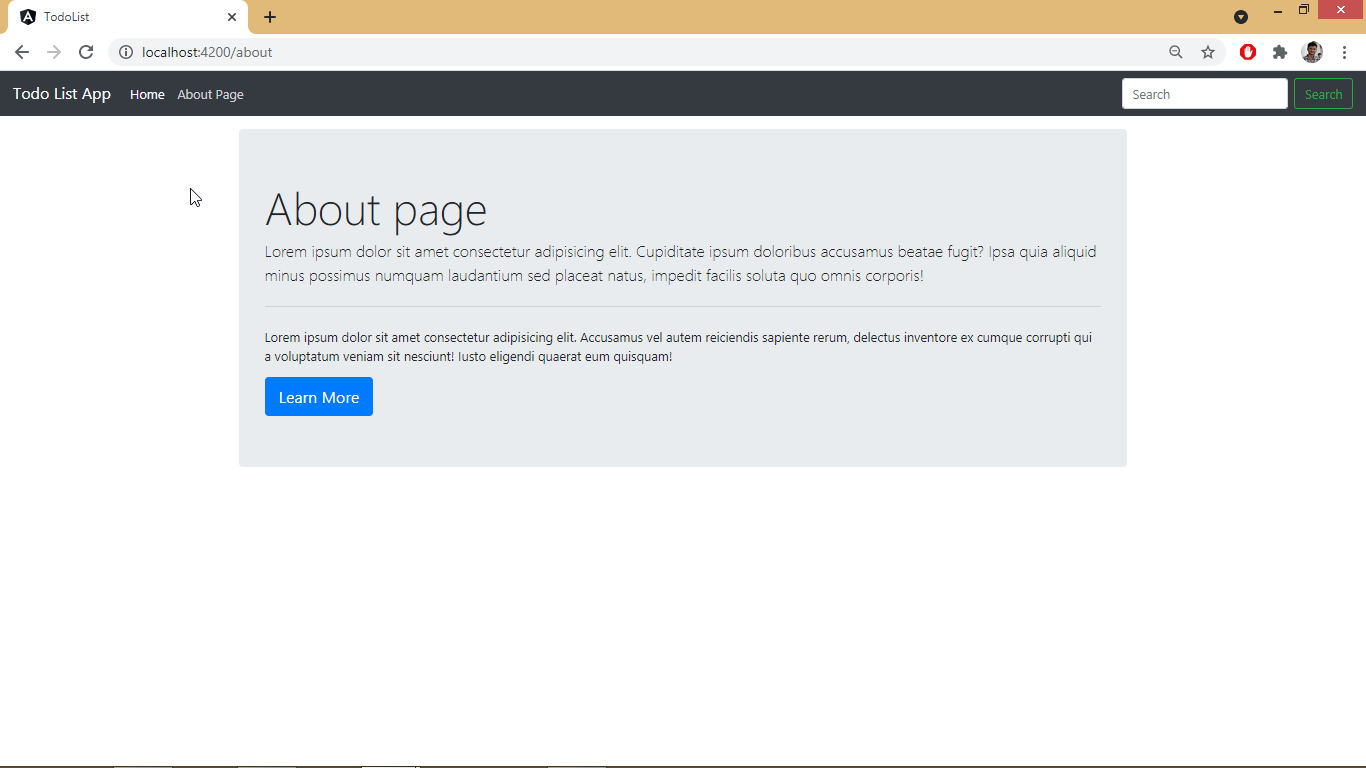 TodoList
localhost:4200/about
Todo List App Home About Page Search Search
About page
Lorem ipsum dolor sit amet consectetur adipisicing elit. Cupiditate ipsum doloribus accusamus beatae fugit? Ipsa quia aliquid
minus possimus numquam laudantium sed placeat natus, impedit facilis soluta quo omnis corporis!
Lorem ipsum dolor sit amet consectetur adipisicing elit. Accusamus vel autem reiciendis sapiente rerum, delectus inventore ex cumque corrupti qui
a voluptatum veniam sit nesciunt! Iusto eligendi quaerat eum quisquam!
Learn More